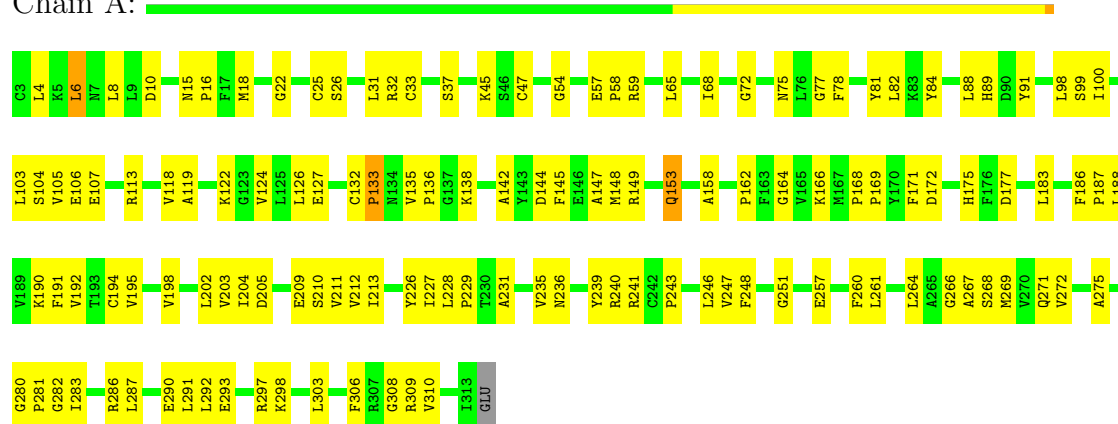 Chain A:
C3 L4 K5 L6 N7 L8 L9 D10 N15 P16 F17 M18 G22 C25 S26 L31 R32 C33 S37 K45 S46 C47 G54 E57 P58 R59 L65 I68 G72 N75 L76 G77 F78 Y81 L82 K83 Y84 L88 H89 D90 Y91 L98 S99 I100
L103 S104 V105 E106 E107 R113 V118 A119 K122 G123 V124 L125 L126 E127 C132 P133 N134 V135 P136 G137 K138 A142 Y143 D144 F145 E146 A147 M148 R149 Q153 A158 P162 F163 G164 V165 K166 M167 P168 P169 Y170 F171 D172 H175 F176 D177 L183 F186 P187 L188
V189 K190 F191 V192 T193 C194 V195 V198 L202 V203 I204 D205 E209 S210 V211 V212 I213 Y226 I227 L228 P229 T230 A231 V235 N236 Y239 R240 R241 C242 P243 L246 V247 F248 G251 E257 F260 L261 L264 A265 G266 A267 S268 M269 V270 Q271 V272 A275
G280 P281 G282 I283 R286 L287 E290 L291 L292 E293 R297 K298 L303 F306 R307 G308 R309 V310 I313 GLU